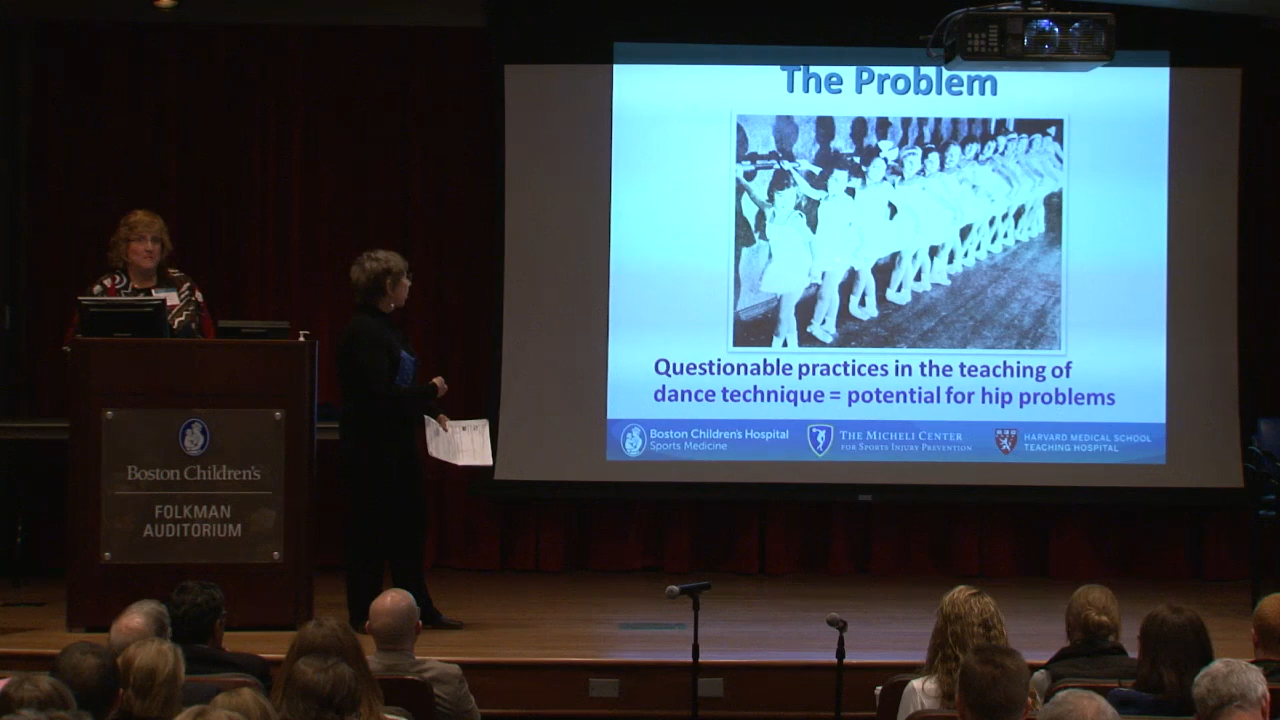 The Problem
Questionable practices in the teaching of
dance technique = potential for hip problems
Boston Children's Hospital
Sports Medicine
THE MICHELI CENTER
FOR SPORTS INJURY PREVENTION
HARVARD MEDICAL SCHOOL
TEACHING HOSPITAL
Boston Children's
FOLKMAN
AUDITORIUM